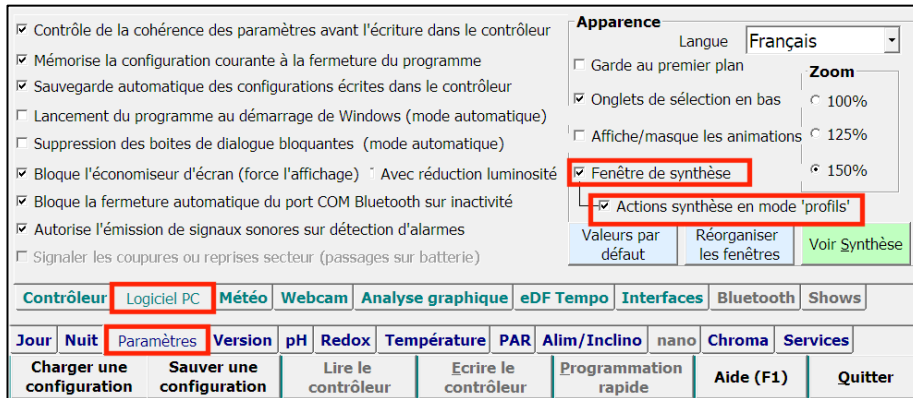 Contrôle de la cohérence des paramètres avant l'écriture dans le contrôleur
Mémorise la configuration courante à la fermeture du programme
Sauvegarde automatique des configurations écrites dans le contrôleur
Lancement du programme au démarrage de Windows (mode automatique)
Suppression des boites de dialogue bloquantes (mode automatique)
Bloque l'économiseur d'écran (force l'affichage) Avec réduction luminosité
Bloque la fermeture automatique du port COM Bluetooth sur inactivité
Autorise l'émission de signaux sonores sur détection d'alarmes
Signaler les coupures ou reprises secteur (passages sur batterie)
Apparence
Langue Français
Garde au premier plan
Onglets de sélection en bas
Affiche/masque les animations
Fenêtre de synthèse
Actions synthèse en mode 'profils'
Zoom
100%
125%
150%
Valeurs par
défaut
Réorganiser
les fenêtres
Voir Synthèse
Contrôleur Logiciel PC Météo Webcam Analyse graphique eDF Tempo Interfaces Bluetooth Shows
Jour Nuit Paramètres Version pH Redox Température PAR Alim/Inclino nano Chroma Services
Charger une
configuration
Sauver une
configuration
Lire le
contrôleur
Ecrire le
contrôleur
Programmation
rapide
Aide (F1)
Quitter